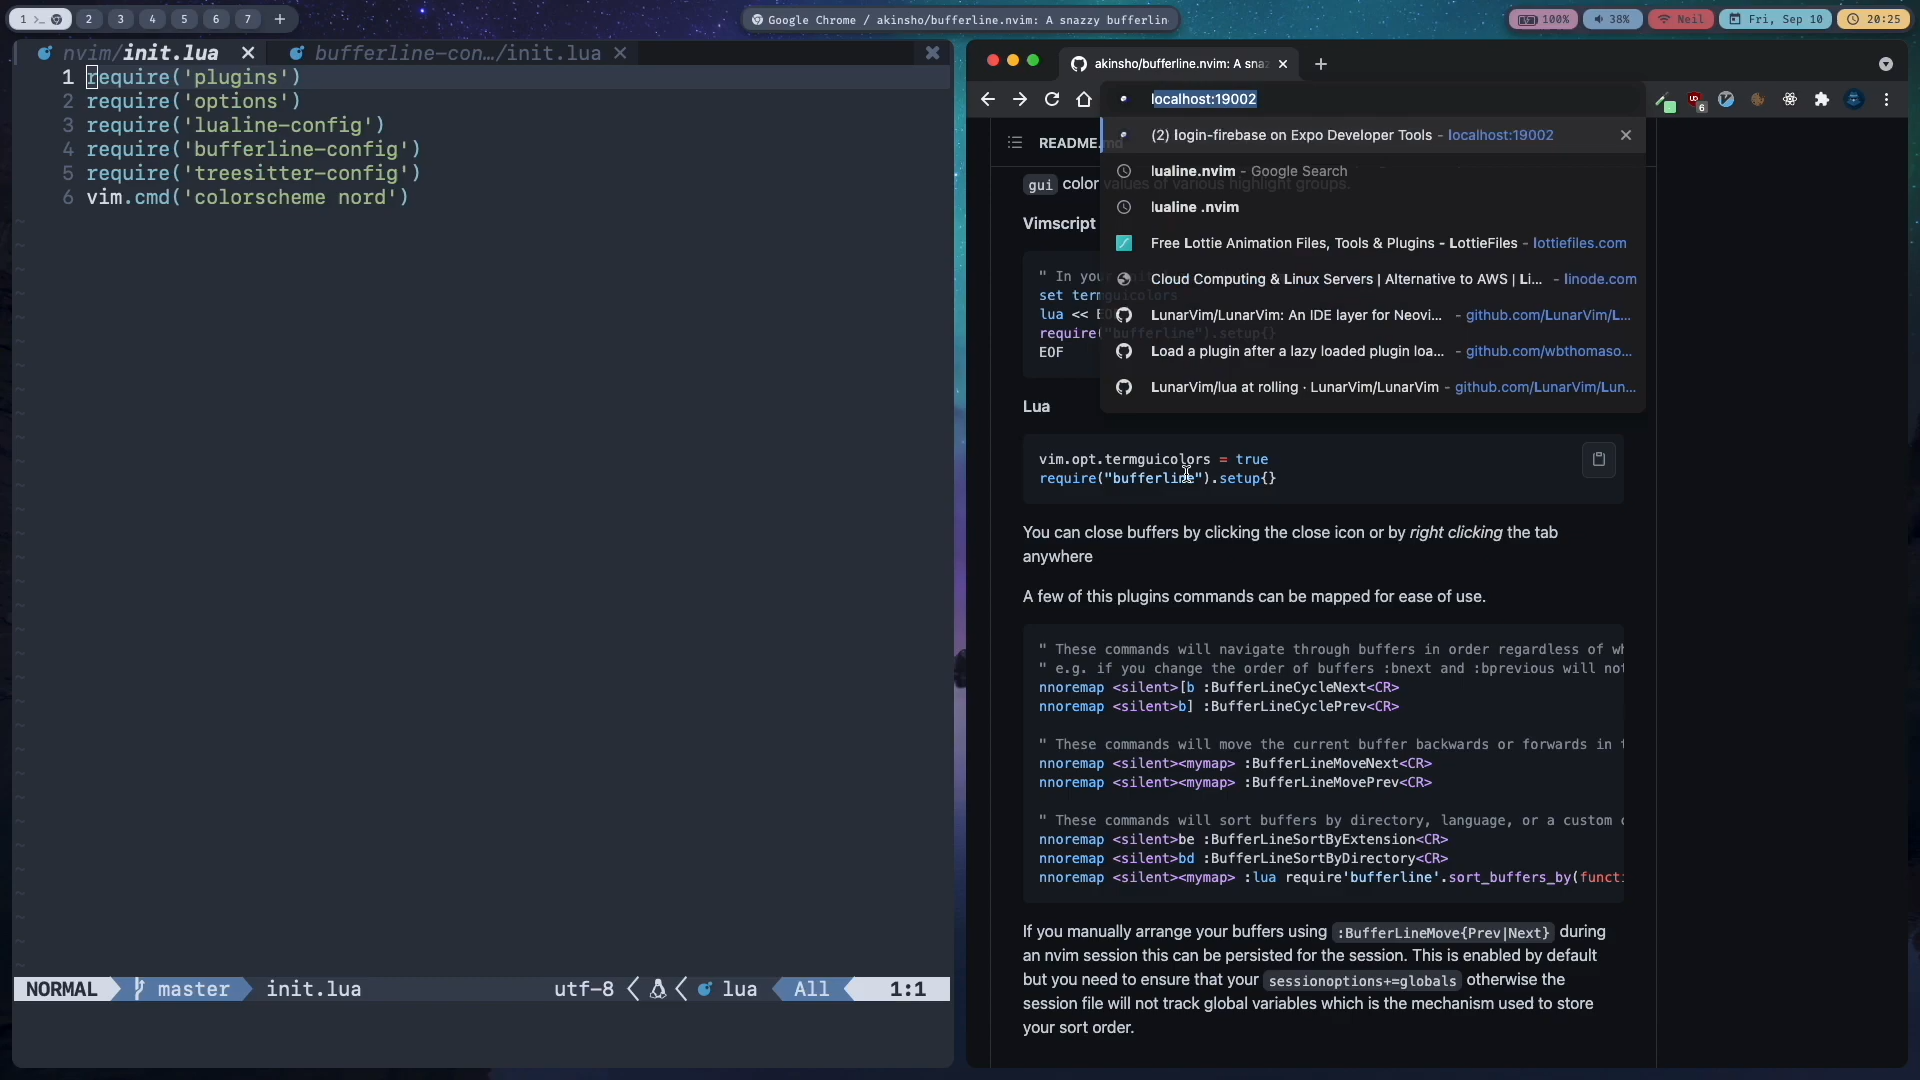 1 >_
2
3
4
5
6
7
+
Google Chrome / akinsho/bufferline.nvim: A snazzy bufferlin
100%
38%
Neil
Fri, Sep 10
20:25
nvim/init.lua ×
bufferline-con…/init.lua ×
1 require('plugins')
2 require('options')
3 require('lualine-config')
4 require('bufferline-config')
5 require('treesitter-config')
6 vim.cmd('colorscheme nord')
NORMAL master init.lua utf-8 lua All 1:1
akinsho/bufferline.nvim: A snaz × +
localhost:19002
6
(2) login-firebase on Expo Developer Tools - localhost:19002
lualine.nvim - Google Search
lualine .nvim
Free Lottie Animation Files, Tools & Plugins - LottieFiles - lottiefiles.com
Cloud Computing & Linux Servers | Alternative to AWS | Li... - linode.com
LunarVim/LunarVim: An IDE layer for Neovi... - github.com/LunarVim/L...
Load a plugin after a lazy loaded plugin loa... - github.com/wbthomaso...
LunarVim/lua at rolling · LunarVim/LunarVim - github.com/LunarVim/Lun...
README.md
gui color values of various highlight groups.
Vimscript
" In your
set termguicolors
lua << EOF
require("bufferline").setup{}
EOF
Lua
vim.opt.termguicolors = true
require("bufferline").setup{}
You can close buffers by clicking the close icon or by right clicking the tab
anywhere
A few of this plugins commands can be mapped for ease of use.
" These commands will navigate through buffers in order regardless of wh
" e.g. if you change the order of buffers :bnext and :bprevious will not
nnoremap <silent>[b :BufferLineCycleNext<CR>
nnoremap <silent>b] :BufferLineCyclePrev<CR>
" These commands will move the current buffer backwards or forwards in t
nnoremap <silent><mymap> :BufferLineMoveNext<CR>
nnoremap <silent><mymap> :BufferLineMovePrev<CR>
" These commands will sort buffers by directory, language, or a custom c
nnoremap <silent>be :BufferLineSortByExtension<CR>
nnoremap <silent>bd :BufferLineSortByDirectory<CR>
nnoremap <silent><mymap> :lua require'bufferline'.sort_buffers_by(functi
If you manually arrange your buffers using :BufferLineMove{Prev|Next} during
an nvim session this can be persisted for the session. This is enabled by default
but you need to ensure that your sessionoptions+=globals otherwise the
session file will not track global variables which is the mechanism used to store
your sort order.